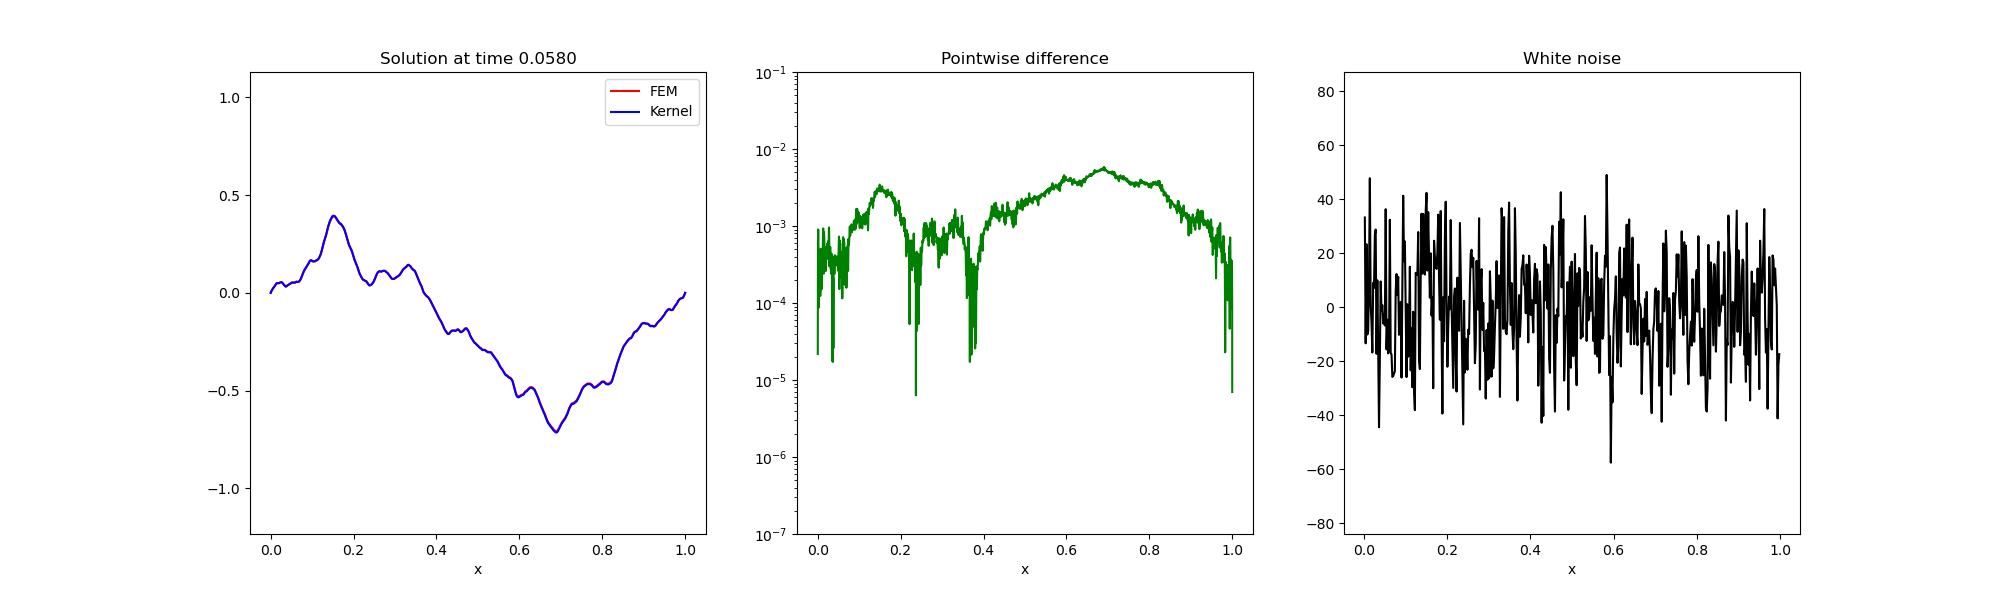 Solution at time 0.0580
FEM
Kernel
1.0
0.5
0.0
−0.5
−1.0
0.0 0.2 0.4 0.6 0.8 1.0
x
Pointwise difference
10⁻¹
10⁻²
10⁻³
10⁻⁴
10⁻⁵
10⁻⁶
10⁻⁷
0.0 0.2 0.4 0.6 0.8 1.0
x
White noise
80
60
40
20
0
−20
−40
−60
−80
0.0 0.2 0.4 0.6 0.8 1.0
x